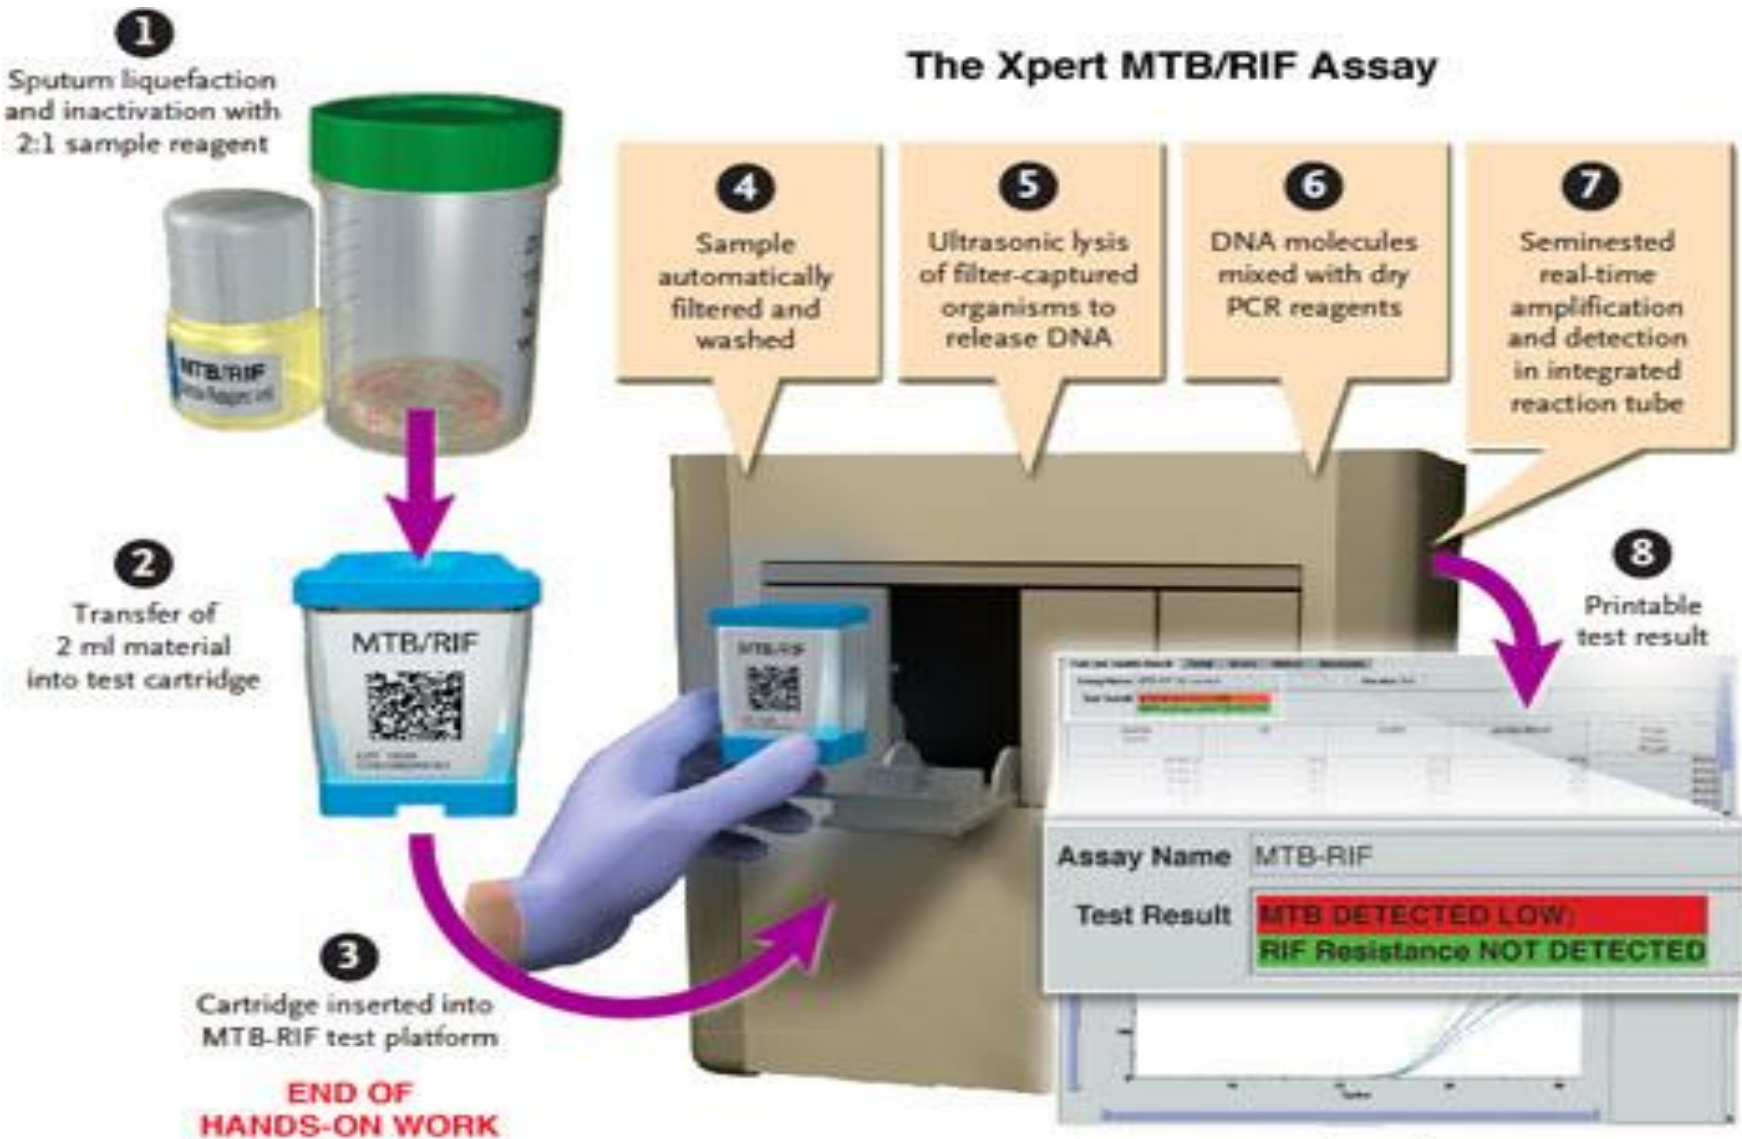 The Xpert MTB/RIF Assay
1
Sputum liquefaction
and inactivation with
2:1 sample reagent
MTB/RIF
2
Transfer of
2 ml material
into test cartridge
MTB/RIF
3
Cartridge inserted into
MTB-RIF test platform
END OF
HANDS-ON WORK
4
Sample
automatically
filtered and
washed
5
Ultrasonic lysis
of filter-captured
organisms to
release DNA
6
DNA molecules
mixed with dry
PCR reagents
7
Seminested
real-time
amplification
and detection
in integrated
reaction tube
MTB/RIF
8
Printable
test result
Assay Name MTB-RIF
Test Result MTB DETECTED LOW;
RIF Resistance NOT DETECTED